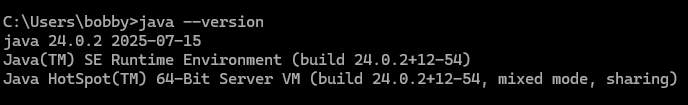 C:\Users\bobby>java --version
java 24.0.2 2025-07-15
Java(TM) SE Runtime Environment (build 24.0.2+12-54)
Java HotSpot(TM) 64-Bit Server VM (build 24.0.2+12-54, mixed mode, sharing)